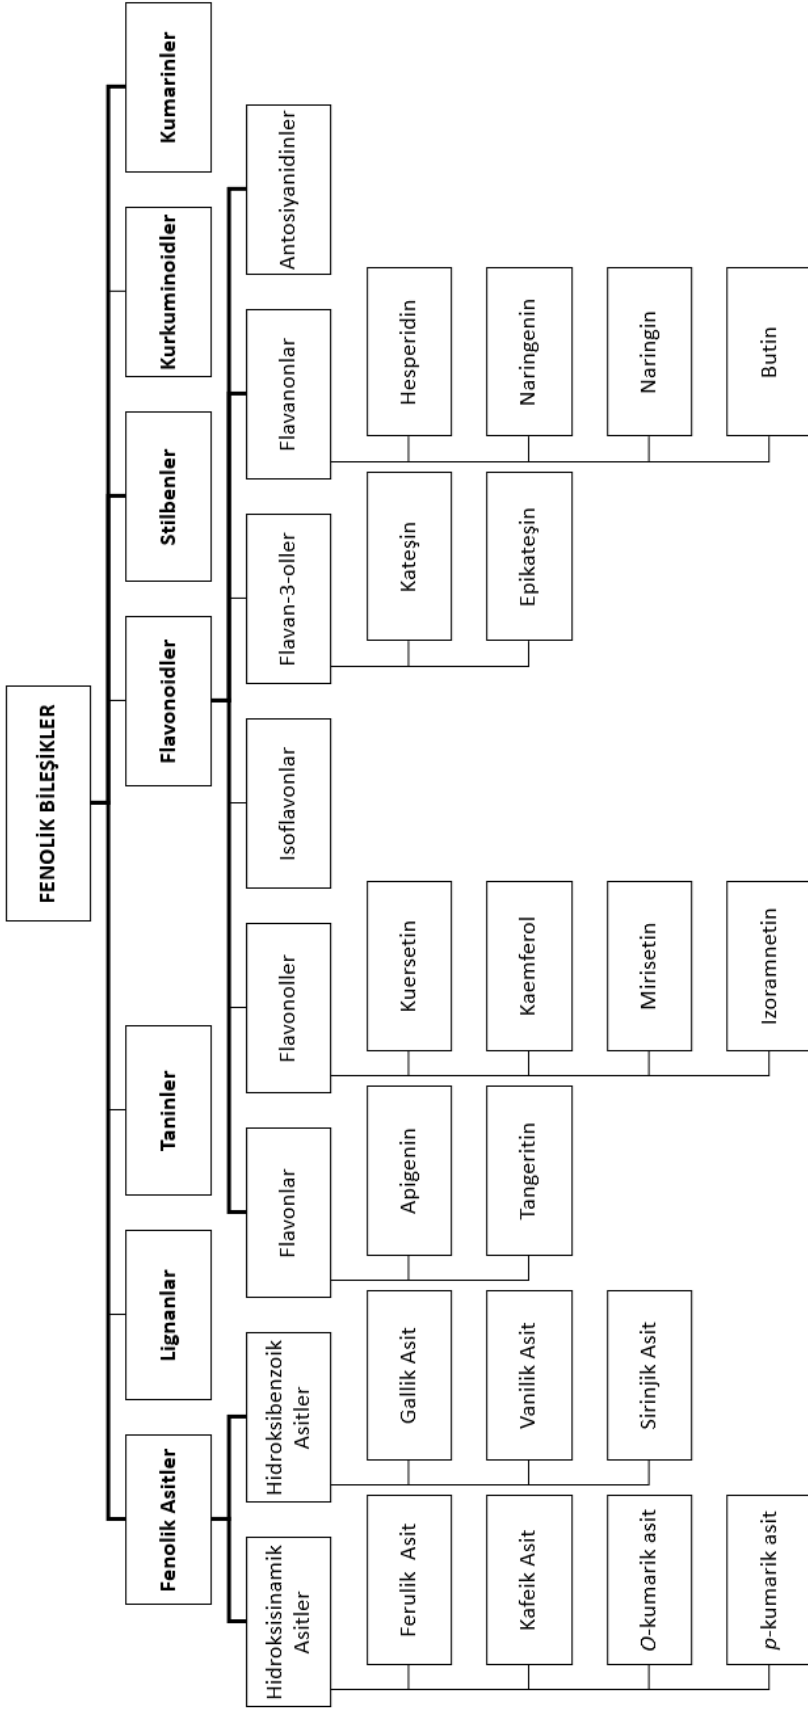 FENOLİK BİLEŞİKLER
Fenolik Asitler
Lignanlar
Taninler
Flavonoidler
Stilbenler
Kurkuminoidler
Kumarinler
Hidroksisinamik
Asitler
Hidroksibenzoik
Asitler
Flavonlar
Flavonoller
Isoflavonlar
Flavan-3-oller
Flavanonlar
Antosiyanidinler
Ferulik Asit
Gallik Asit
Apigenin
Kuersetin
Kateşin
Hesperidin
Kafeik Asit
Vanilik Asit
Tangeritin
Kaemferol
Epikateşin
Naringenin
O-kumarik asit
Sirinjik Asit
Mirisetin
Naringin
p-kumarik asit
Izoramnetin
Butin